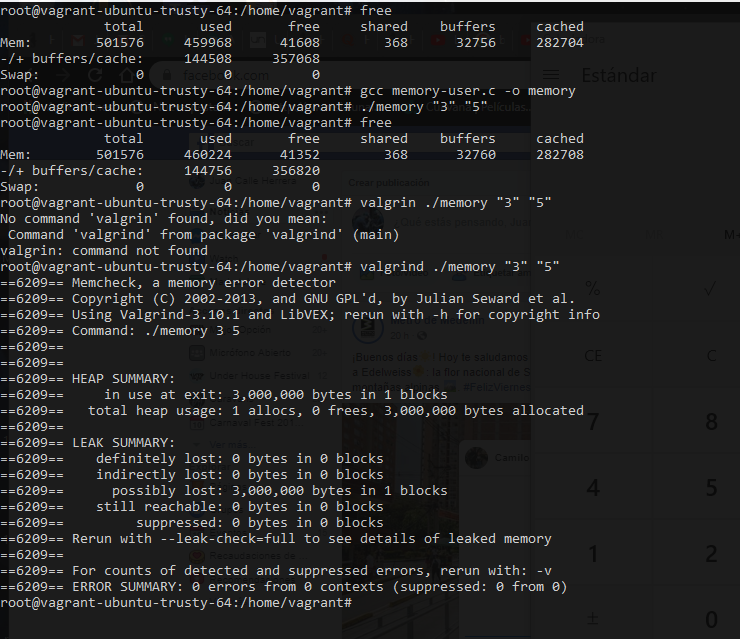 root@vagrant-ubuntu-trusty-64:/home/vagrant# free
             total       used       free     shared    buffers     cached
Mem:        501576     459968      41608        368      32756     282704
-/+ buffers/cache:     144508     357068
Swap:            0          0          0
root@vagrant-ubuntu-trusty-64:/home/vagrant# gcc memory-user.c -o memory
root@vagrant-ubuntu-trusty-64:/home/vagrant# ./memory "3" "5"
root@vagrant-ubuntu-trusty-64:/home/vagrant# free
             total       used       free     shared    buffers     cached
Mem:        501576     460224      41352        368      32760     282708
-/+ buffers/cache:     144756     356820
Swap:            0          0          0
root@vagrant-ubuntu-trusty-64:/home/vagrant# valgrin ./memory "3" "5"
No command 'valgrin' found, did you mean:
 Command 'valgrind' from package 'valgrind' (main)
valgrin: command not found
root@vagrant-ubuntu-trusty-64:/home/vagrant# valgrind ./memory "3" "5"
==6209== Memcheck, a memory error detector
==6209== Copyright (C) 2002-2013, and GNU GPL'd, by Julian Seward et al.
==6209== Using Valgrind-3.10.1 and LibVEX; rerun with -h for copyright info
==6209== Command: ./memory 3 5
==6209==
==6209==
==6209== HEAP SUMMARY:
==6209==     in use at exit: 3,000,000 bytes in 1 blocks
==6209==   total heap usage: 1 allocs, 0 frees, 3,000,000 bytes allocated
==6209==
==6209== LEAK SUMMARY:
==6209==    definitely lost: 0 bytes in 0 blocks
==6209==    indirectly lost: 0 bytes in 0 blocks
==6209==      possibly lost: 3,000,000 bytes in 1 blocks
==6209==    still reachable: 0 bytes in 0 blocks
==6209==         suppressed: 0 bytes in 0 blocks
==6209== Rerun with --leak-check=full to see details of leaked memory
==6209==
==6209== For counts of detected and suppressed errors, rerun with: -v
==6209== ERROR SUMMARY: 0 errors from 0 contexts (suppressed: 0 from 0)
root@vagrant-ubuntu-trusty-64:/home/vagrant#
facebook.com
Estándar
Películas...
Crear publicación
¡Buenos días! Hoy te saludamos
Camilo
%
✓
CE
C
7
8
4
5
1
2
±
0